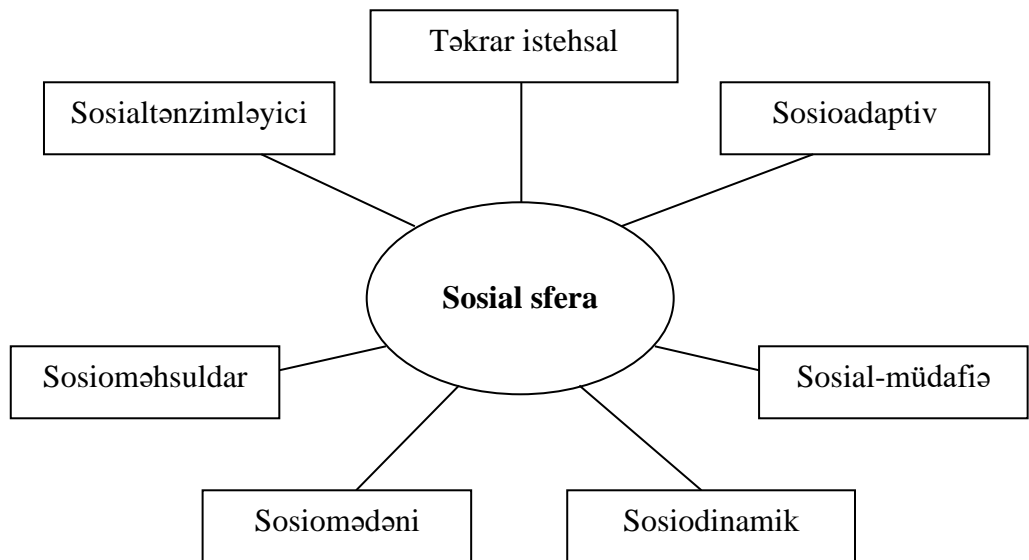 Təkrar istehsal
Sosialtənzimləyici
Sosioadaptiv
Sosial sfera
Sosioməhsuldar
Sosial-müdafiə
Sosiomədəni
Sosiodinamik